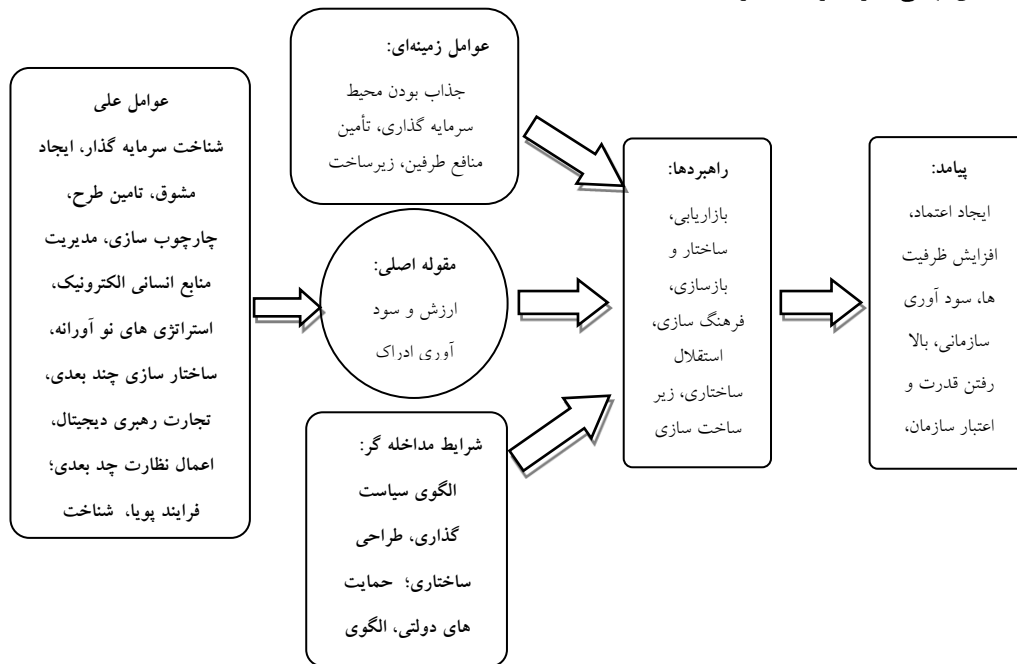 عوامل علی
شناخت سرمایه گذار، ایجاد
مشوق، تامین طرح،
چارچوب سازی، مدیریت
منابع انسانی الکترونیک،
استراتژی های نو آورانه،
ساختار سازی چند بعدی،
تجارت رهبری دیجیتال،
اعمال نظارت چد بعدی؛
فرایند پویا، شناخت
عوامل زمینه‌ای:
جذاب بودن محیط
سرمایه گذاری، تأمین
منافع طرفین، زیرساخت
مقوله اصلی:
ارزش و سود
آوری ادراک
شرایط مداخله گر:
الگوی سیاست
گذاری، طراحی
ساختاری؛ حمایت
های دولتی، الگوی
راهبردها:
بازاریابی،
ساختار و
بازسازی،
فرهنگ سازی،
استقلال
ساختاری، زیر
ساخت سازی
پیامد:
ایجاد اعتماد،
افزایش ظرفیت
ها، سود آوری
سازمانی، بالا
رفتن قدرت و
اعتبار سازمان،